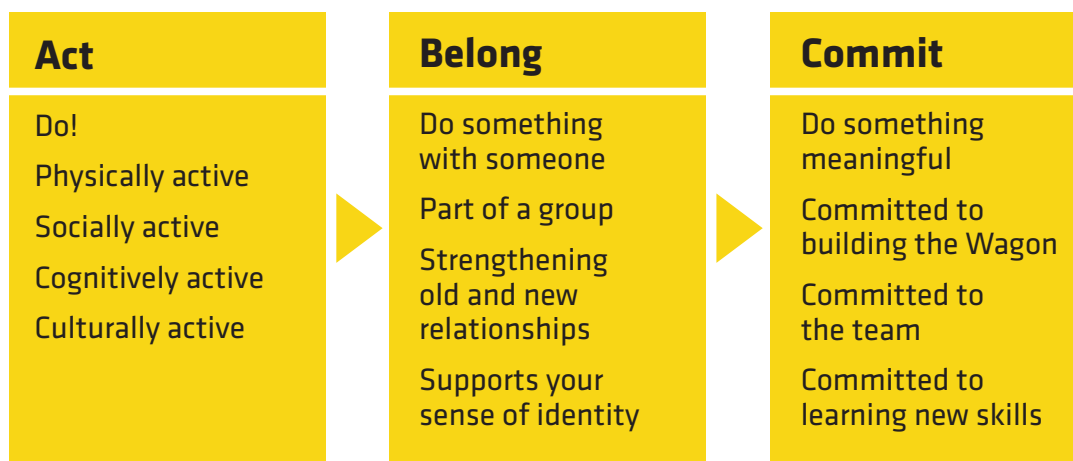 Act
Do!
Physically active
Socially active
Cognitively active
Culturally active
Belong
Do something
with someone
Part of a group
Strengthening
old and new
relationships
Supports your
sense of identity
Commit
Do something
meaningful
Committed to
building the Wagon
Committed to
the team
Committed to
learning new skills